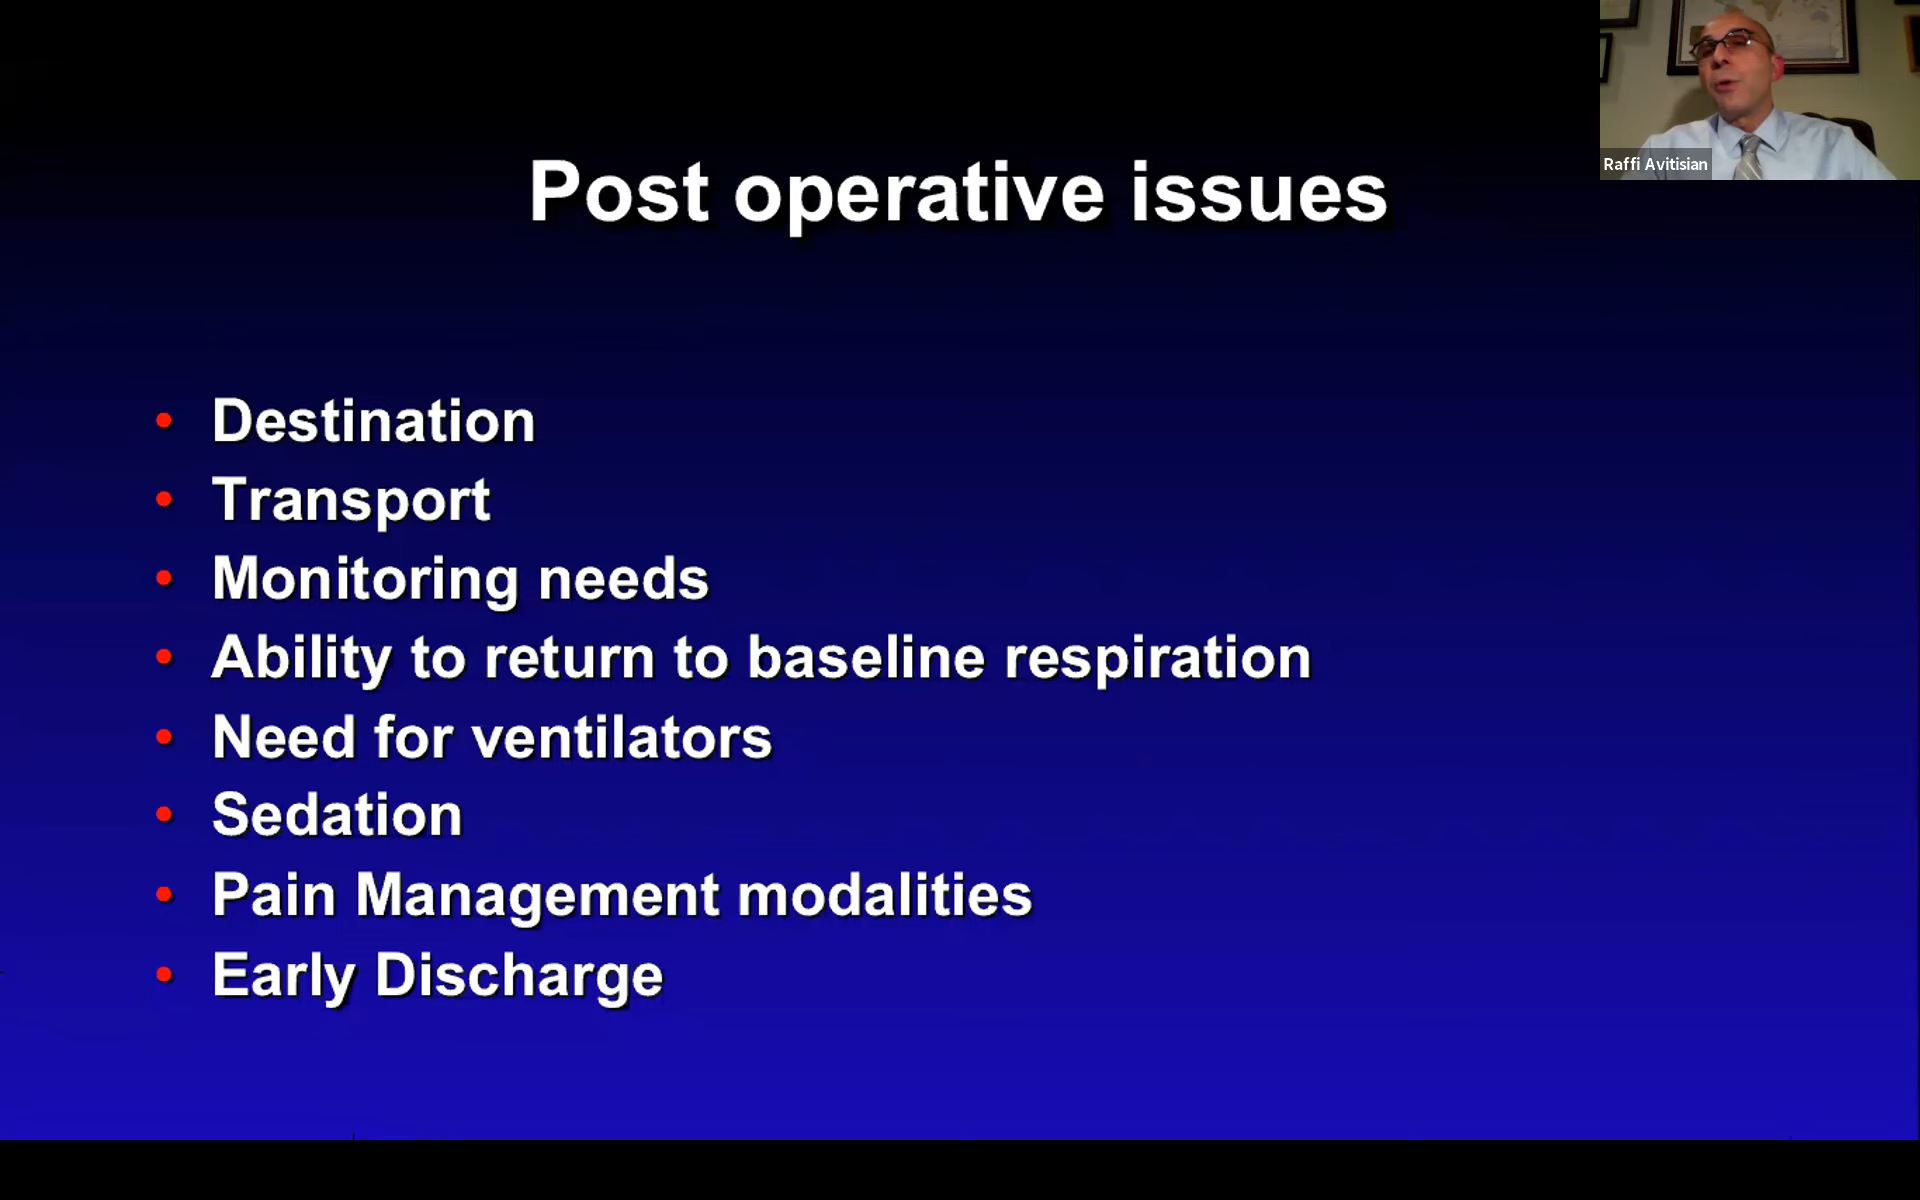 Raffi Avitisian
Post operative issues
• Destination
• Transport
• Monitoring needs
• Ability to return to baseline respiration
• Need for ventilators
• Sedation
• Pain Management modalities
• Early Discharge